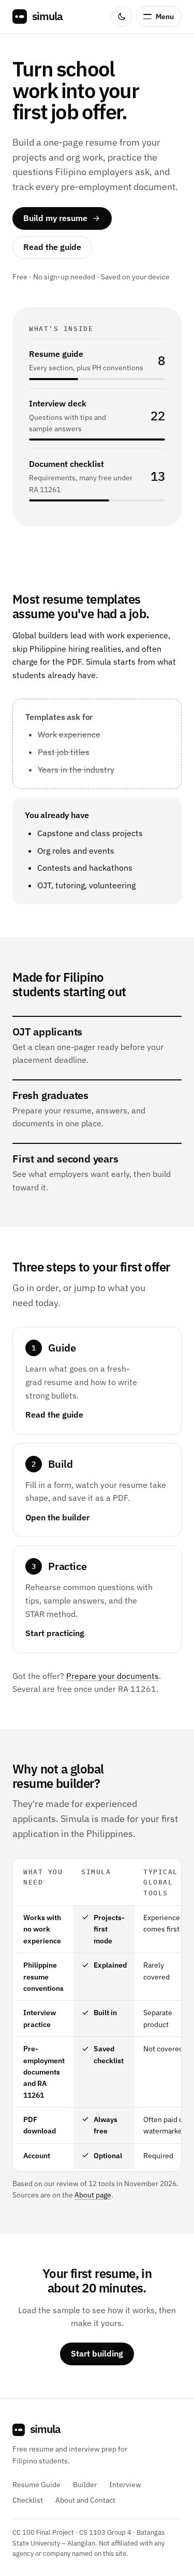 simula
Menu
Turn school
work into your
first job offer.
Build a one-page resume from your
projects and org work, practice the
questions Filipino employers ask, and
track every pre-employment document.
Build my resume →
Read the guide
Free · No sign-up needed · Saved on your device
WHAT'S INSIDE
Resume guide
8
Every section, plus PH conventions
Interview deck
22
Questions with tips and
sample answers
Document checklist
13
Requirements, many free under
RA 11261
Most resume templates
assume you've had a job.
Global builders lead with work experience,
skip Philippine hiring realities, and often
charge for the PDF. Simula starts from what
students already have.
Templates ask for
Work experience
Past job titles
Years in the industry
You already have
Capstone and class projects
Org roles and events
Contests and hackathons
OJT, tutoring, volunteering
Made for Filipino
students starting out
OJT applicants
Get a clean one-pager ready before your
placement deadline.
Fresh graduates
Prepare your resume, answers, and
documents in one place.
First and second years
See what employers want early, then build
toward it.
Three steps to your first offer
Go in order, or jump to what you
need today.
1 Guide
Learn what goes on a fresh-
grad resume and how to write
strong bullets.
Read the guide
2 Build
Fill in a form, watch your resume take
shape, and save it as a PDF.
Open the builder
3 Practice
Rehearse common questions with
tips, sample answers, and the
STAR method.
Start practicing
Got the offer? Prepare your documents.
Several are free once under RA 11261.
Why not a global
resume builder?
They're made for experienced
applicants. Simula is made for your first
application in the Philippines.
WHAT YOU NEED
SIMULA
TYPICAL GLOBAL TOOLS
Works with no work experience
✓ Projects-first mode
Experience comes first
Philippine resume conventions
✓ Explained
Rarely covered
Interview practice
✓ Built in
Separate product
Pre-employment documents and RA 11261
✓ Saved checklist
Not covered
PDF download
✓ Always free
Often paid o
watermarke
Account
✓ Optional
Required
Based on our review of 12 tools in November 2026.
Sources are on the About page.
Your first resume, in
about 20 minutes.
Load the sample to see how it works, then
make it yours.
Start building
simula
Free resume and interview prep for
Filipino students.
Resume Guide Builder Interview
Checklist About and Contact
CC 100 Final Project · CS 1103 Group 4 · Batangas
State University – Alangilan. Not affiliated with any
agency or company named on this site.